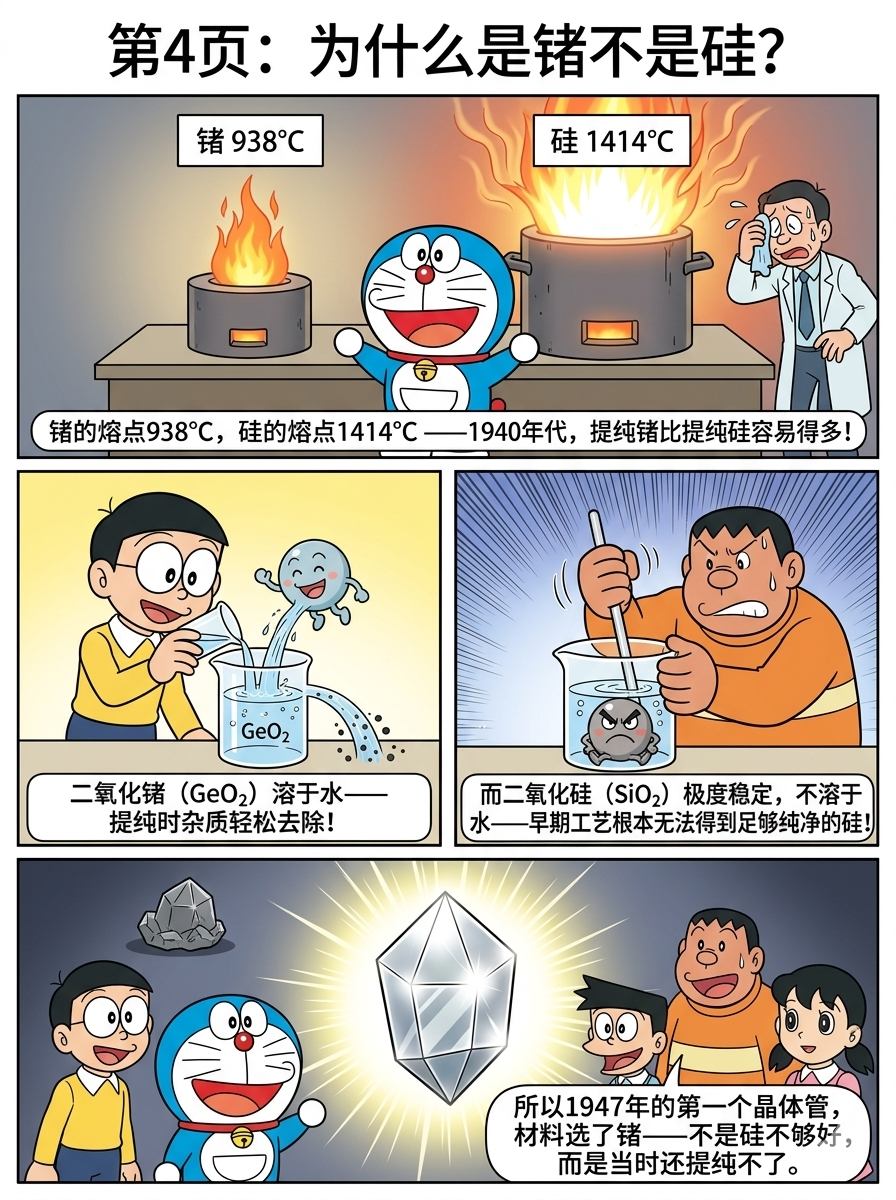 第4页：为什么是锗不是硅？
锗 938℃
硅 1414℃
锗的熔点938℃，硅的熔点1414℃ ——1940年代，提纯锗比提纯硅容易得多！
GeO₂
二氧化锗（GeO₂）溶于水——
提纯时杂质轻松去除！
而二氧化硅（SiO₂）极度稳定，不溶于
水——早期工艺根本无法得到足够纯净的硅！
所以1947年的第一个晶体管，
材料选了锗——不是硅不够好，
而是当时还提纯不了。